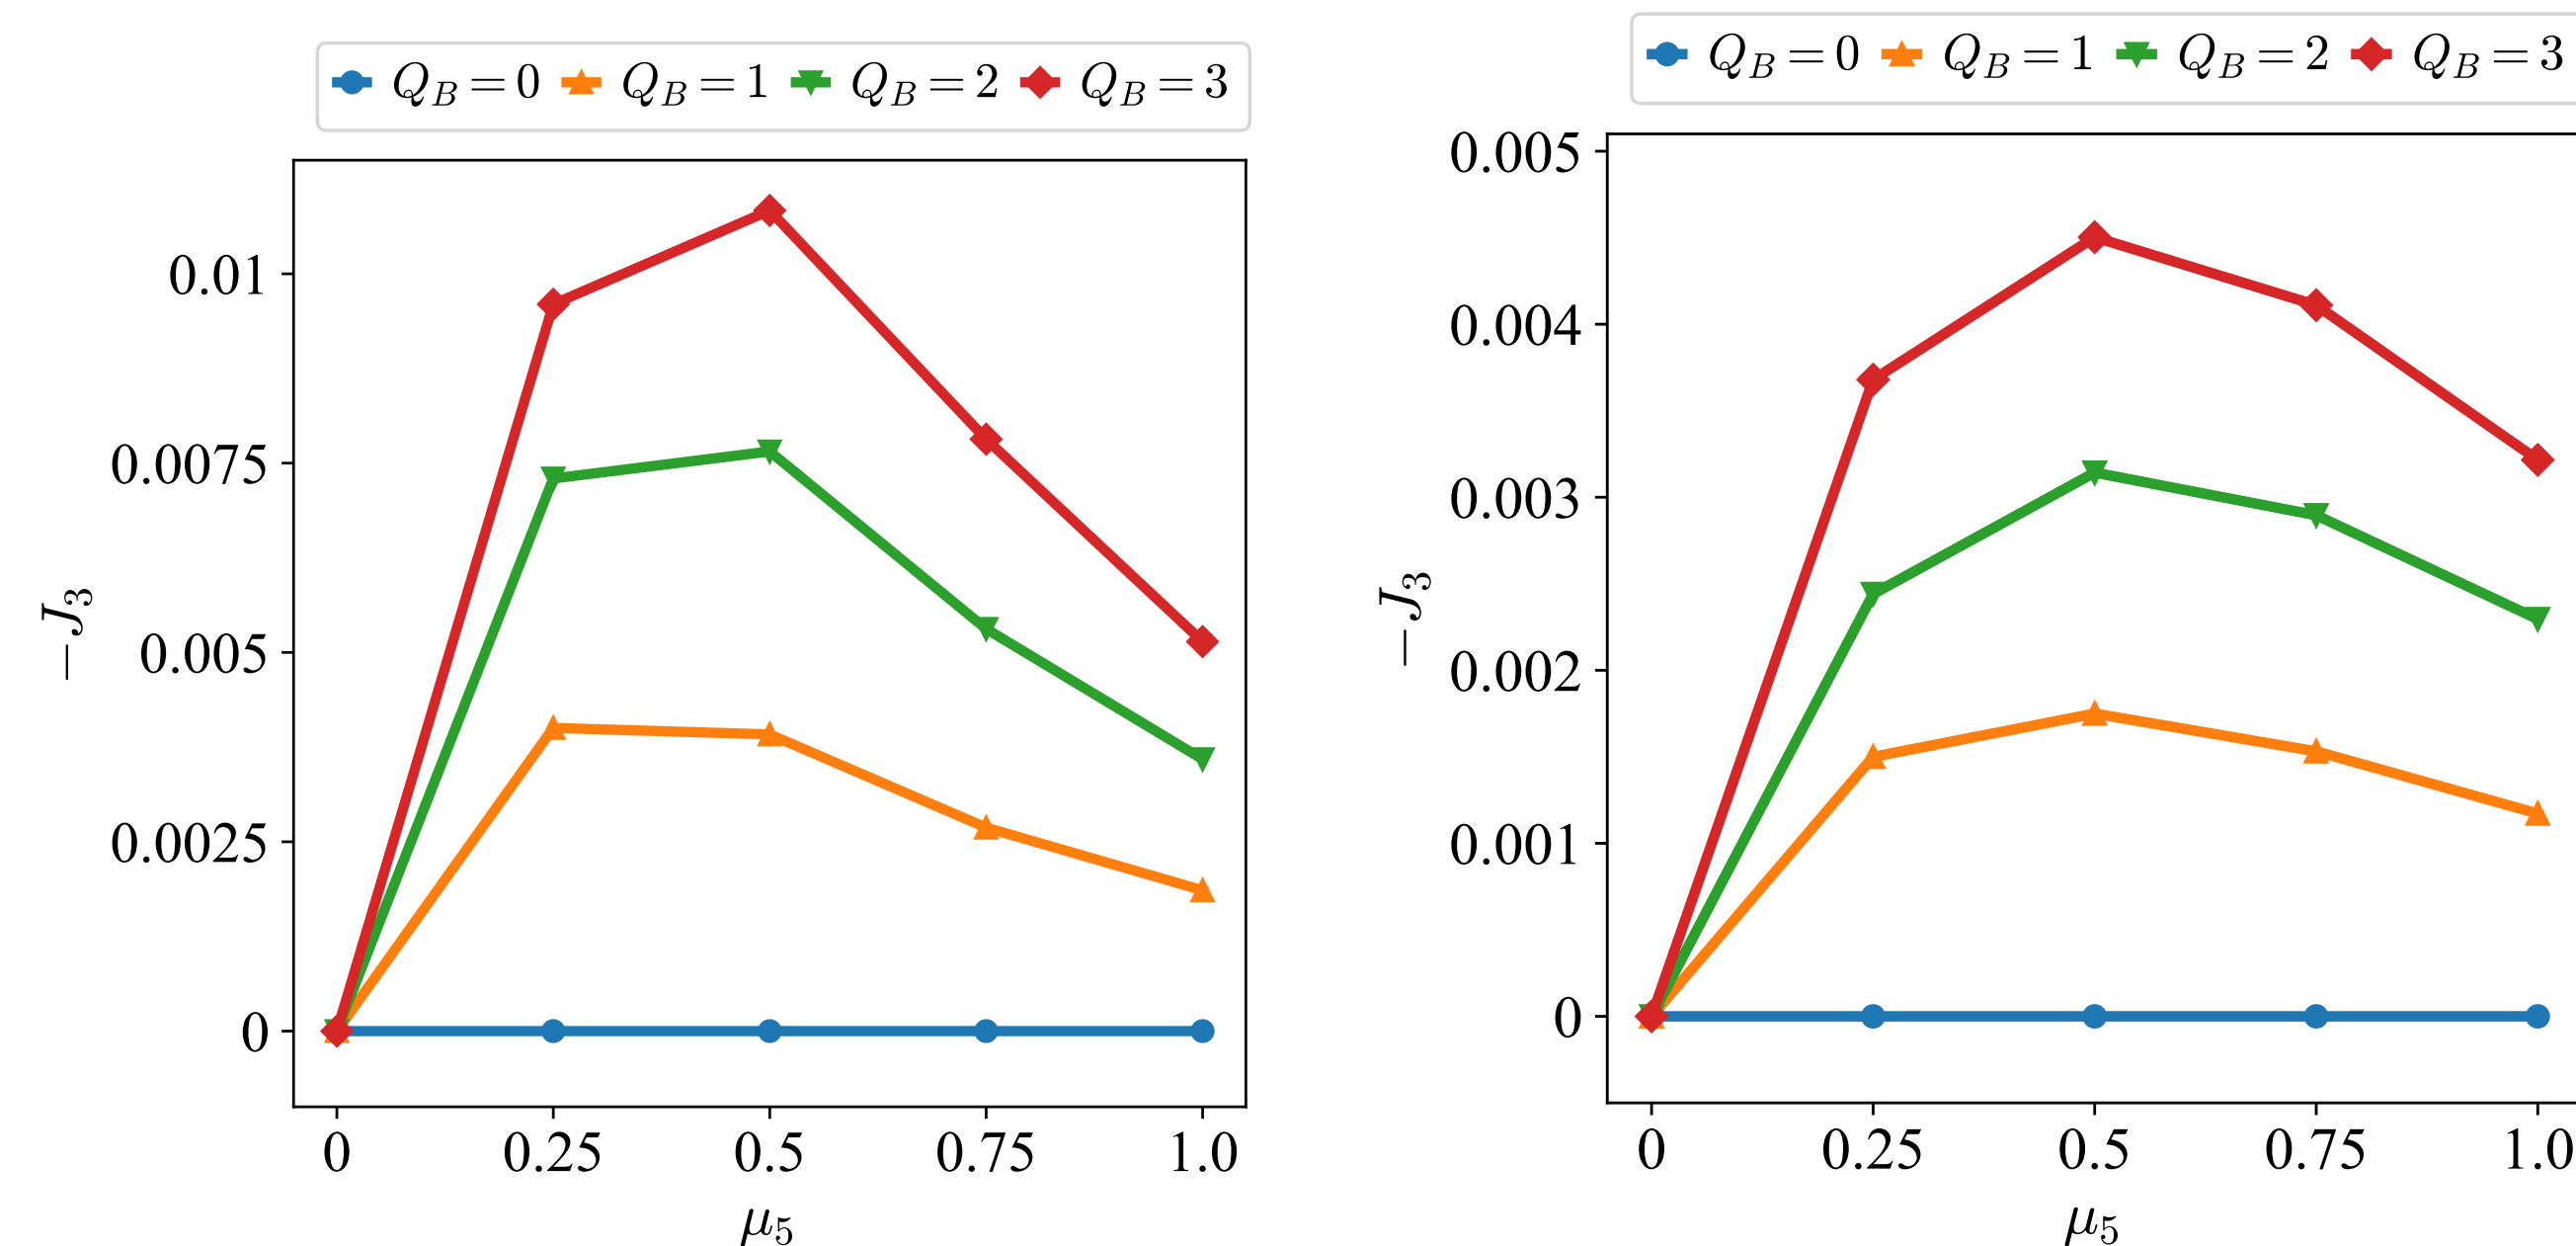 Q_B = 0 Q_B = 1 Q_B = 2 Q_B = 3
0.01
0.0075
0.005
0.0025
0
−J_3
0 0.25 0.5 0.75 1.0
μ_5
Q_B = 0 Q_B = 1 Q_B = 2 Q_B = 3
0.005
0.004
0.003
0.002
0.001
0
−J_3
0 0.25 0.5 0.75 1.0
μ_5